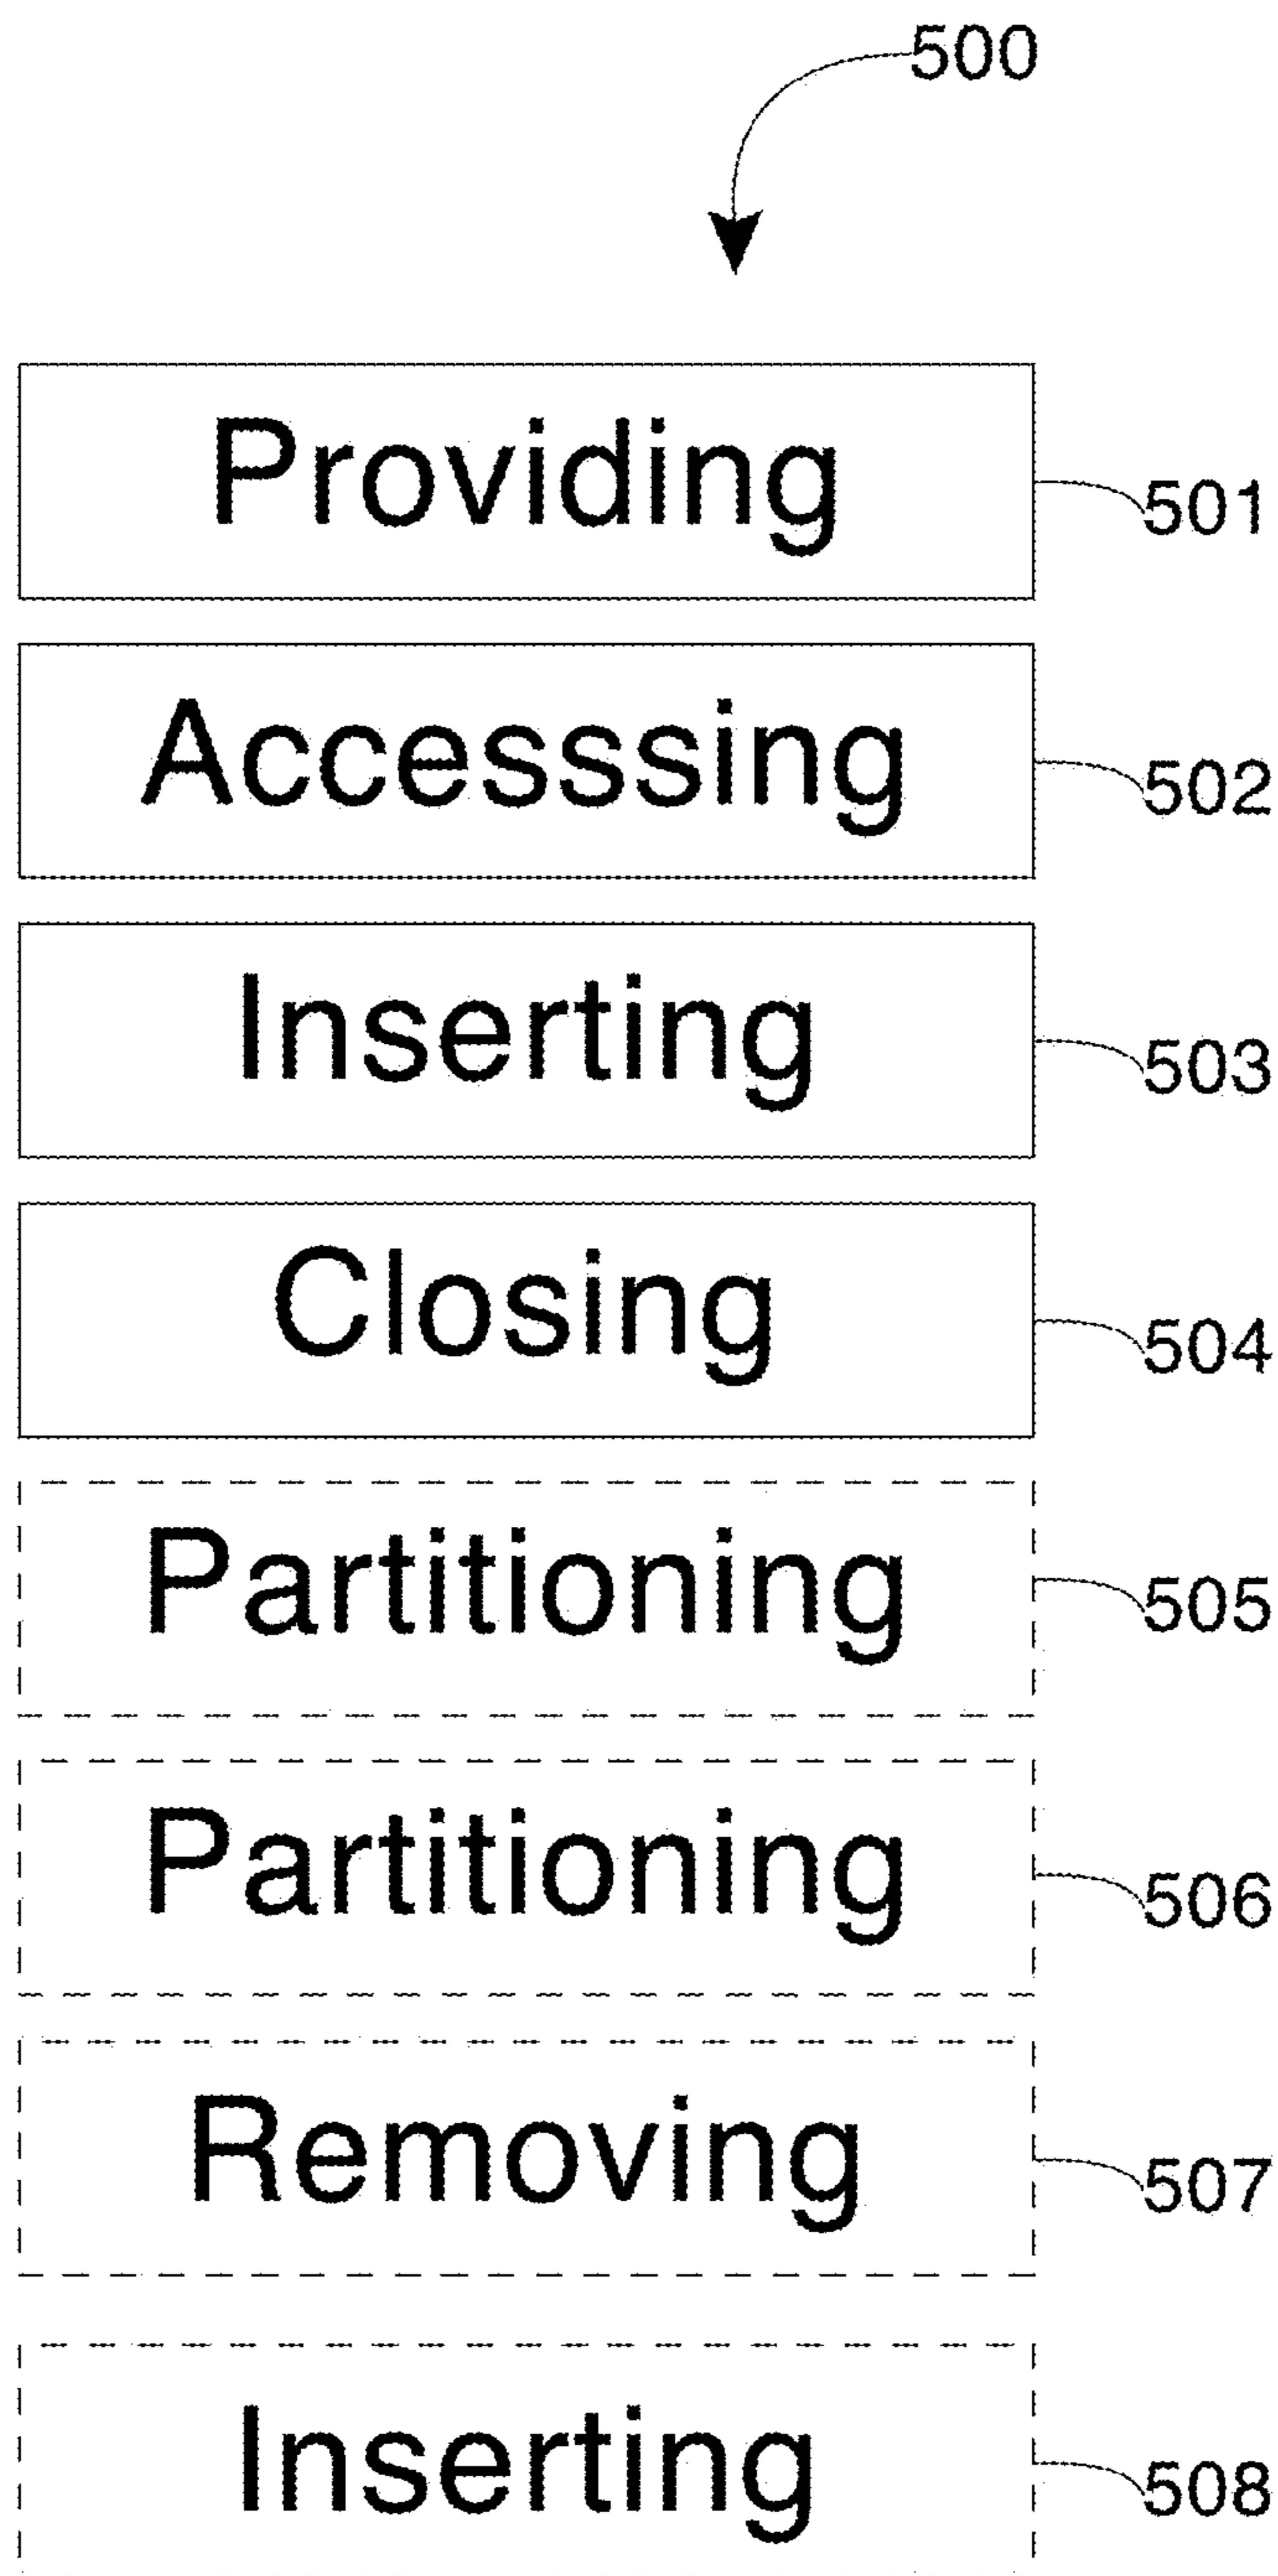 500
Providing
501
Accesssing
502
Inserting
503
Closing
504
Partitioning
505
Partitioning
506
Removing
507
Inserting
508